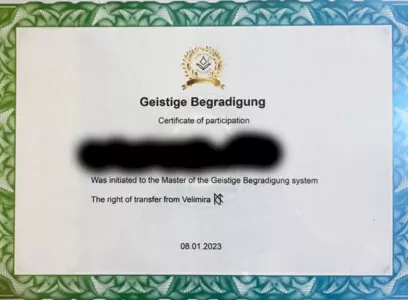 Geistige Begradigung
Certificate of participation
Was initiated to the Master of the Geistige Begradigung system
The right of transfer from Velimira
08.01.2023